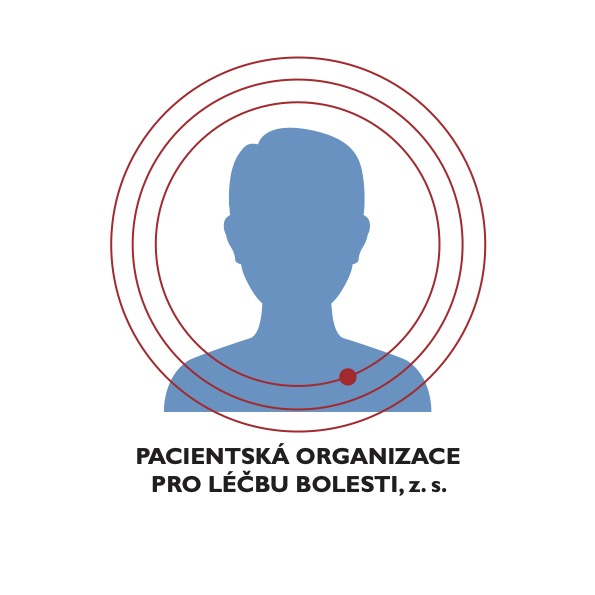 PACIENTSKÁ ORGANIZACE
PRO LÉČBU BOLESTI, z. s.